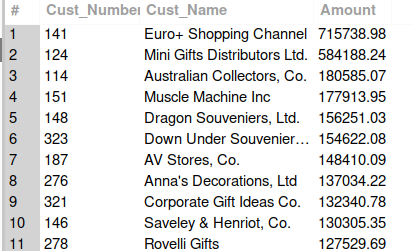 # Cust_Number Cust_Name Amount
1 141 Euro+ Shopping Channel 715738.98
2 124 Mini Gifts Distributors Ltd. 584188.24
3 114 Australian Collectors, Co. 180585.07
4 151 Muscle Machine Inc 177913.95
5 148 Dragon Souveniers, Ltd. 156251.03
6 323 Down Under Souvenier... 154622.08
7 187 AV Stores, Co. 148410.09
8 276 Anna's Decorations, Ltd 137034.22
9 321 Corporate Gift Ideas Co. 132340.78
10 146 Saveley & Henriot, Co. 130305.35
11 278 Rovelli Gifts 127529.69